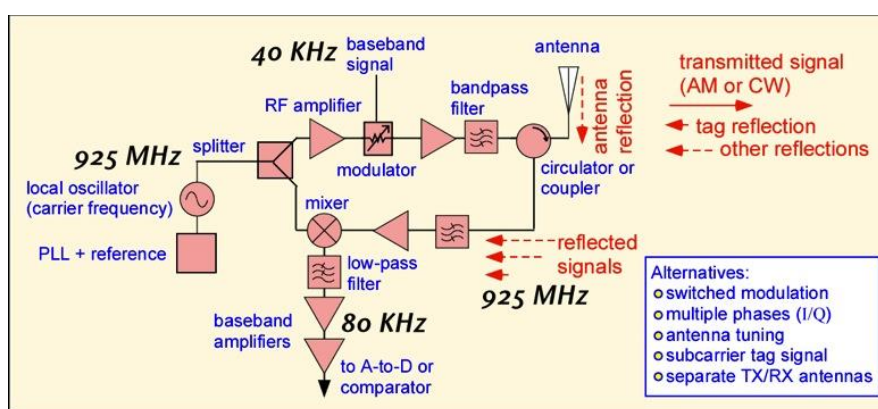 40 KHz
baseband
signal
antenna
RF amplifier
bandpass
filter
antenna
reflection
transmitted signal
(AM or CW)
tag reflection
other reflections
925 MHz
splitter
modulator
circulator or
coupler
local oscillator
(carrier frequency)
mixer
PLL + reference
reflected
signals
925 MHz
low-pass
filter
baseband
amplifiers
80 KHz
to A-to-D or
comparator
Alternatives:
switched modulation
multiple phases (I/Q)
antenna tuning
subcarrier tag signal
separate TX/RX antennas